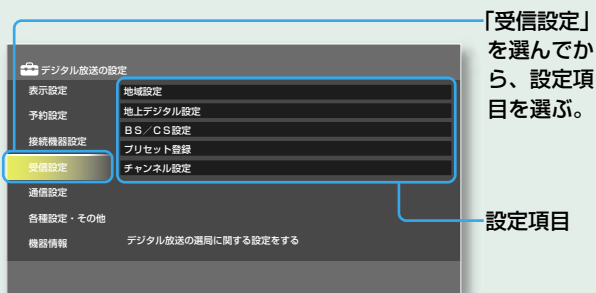 デジタル放送の設定
表示設定
予約設定
接続機器設定
受信設定
通信設定
各種設定・その他
機器情報
地域設定
地上デジタル設定
BS/CS設定
プリセット登録
チャンネル設定
デジタル放送の選局に関する設定をする
「受信設定」
を選んでか
ら、設定項
目を選ぶ。
設定項目